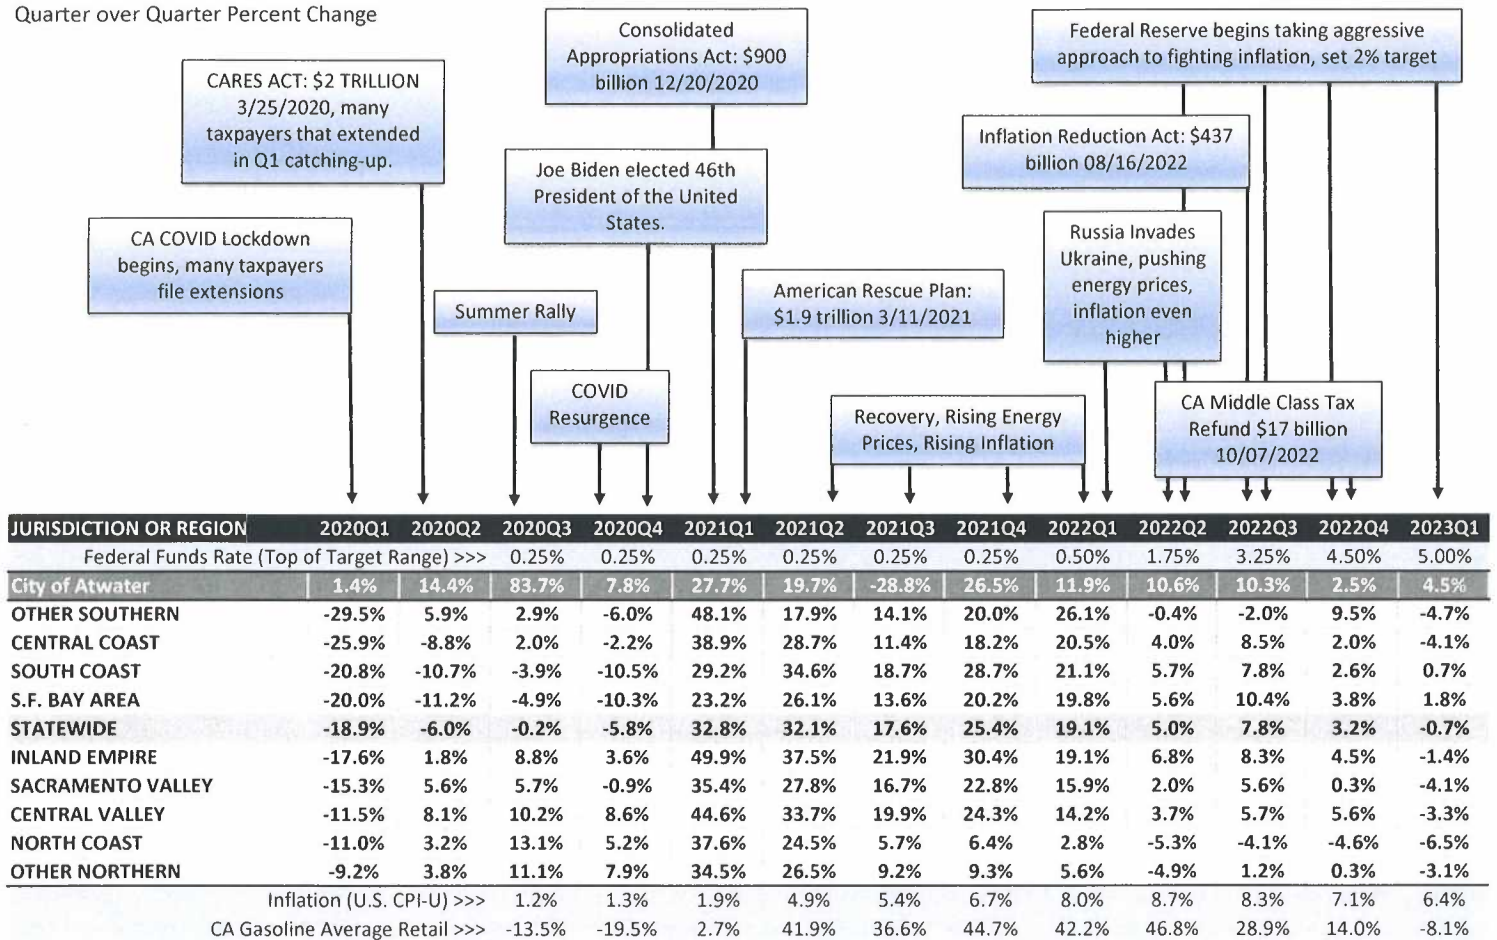 Quarter over Quarter Percent Change
CARES ACT: $2 TRILLION
3/25/2020, many
taxpayers that extended
in Q1 catching-up.
Consolidated
Appropriations Act: $900
billion 12/20/2020
Federal Reserve begins taking aggressive
approach to fighting inflation, set 2% target
Inflation Reduction Act: $437
billion 08/16/2022
Joe Biden elected 46th
President of the United
States.
CA COVID Lockdown
begins, many taxpayers
file extensions
Russia Invades
Ukraine, pushing
energy prices,
inflation even
higher
Summer Rally
American Rescue Plan:
$1.9 trillion 3/11/2021
COVID
Resurgence
Recovery, Rising Energy
Prices, Rising Inflation
CA Middle Class Tax
Refund $17 billion
10/07/2022
JURISDICTION OR REGION 2020Q1 2020Q2 2020Q3 2020Q4 2021Q1 2021Q2 2021Q3 2021Q4 2022Q1 2022Q2 2022Q3 2022Q4 2023Q1
Federal Funds Rate (Top of Target Range) >>> 0.25% 0.25% 0.25% 0.25% 0.25% 0.25% 0.50% 1.75% 3.25% 4.50% 5.00%
City of Atwater 1.4% 14.4% 83.7% 7.8% 27.7% 19.7% -28.8% 26.5% 11.9% 10.6% 10.3% 2.5% 4.5%
OTHER SOUTHERN -29.5% 5.9% 2.9% -6.0% 48.1% 17.9% 14.1% 20.0% 26.1% -0.4% -2.0% 9.5% -4.7%
CENTRAL COAST -25.9% -8.8% 2.0% -2.2% 38.9% 28.7% 11.4% 18.2% 20.5% 4.0% 8.5% 2.0% -4.1%
SOUTH COAST -20.8% -10.7% -3.9% -10.5% 29.2% 34.6% 18.7% 28.7% 21.1% 5.7% 7.8% 2.6% 0.7%
S.F. BAY AREA -20.0% -11.2% -4.9% -10.3% 23.2% 26.1% 13.6% 20.2% 19.8% 5.6% 10.4% 3.8% 1.8%
STATEWIDE -18.9% -6.0% -0.2% -5.8% 32.8% 32.1% 17.6% 25.4% 19.1% 5.0% 7.8% 3.2% -0.7%
INLAND EMPIRE -17.6% 1.8% 8.8% 3.6% 49.9% 37.5% 21.9% 30.4% 19.1% 6.8% 8.3% 4.5% -1.4%
SACRAMENTO VALLEY -15.3% 5.6% 5.7% -0.9% 35.4% 27.8% 16.7% 22.8% 15.9% 2.0% 5.6% 0.3% -4.1%
CENTRAL VALLEY -11.5% 8.1% 10.2% 8.6% 44.6% 33.7% 19.9% 24.3% 14.2% 3.7% 5.7% 5.6% -3.3%
NORTH COAST -11.0% 3.2% 13.1% 5.2% 37.6% 24.5% 5.7% 6.4% 2.8% -5.3% -4.1% -4.6% -6.5%
OTHER NORTHERN -9.2% 3.8% 11.1% 7.9% 34.5% 26.5% 9.2% 9.3% 5.6% -4.9% 1.2% 0.3% -3.1%
Inflation (U.S. CPI-U) >>> 1.2% 1.3% 1.9% 4.9% 5.4% 6.7% 8.0% 8.7% 8.3% 7.1% 6.4%
CA Gasoline Average Retail >>> -13.5% -19.5% 2.7% 41.9% 36.6% 44.7% 42.2% 46.8% 28.9% 14.0% -8.1%